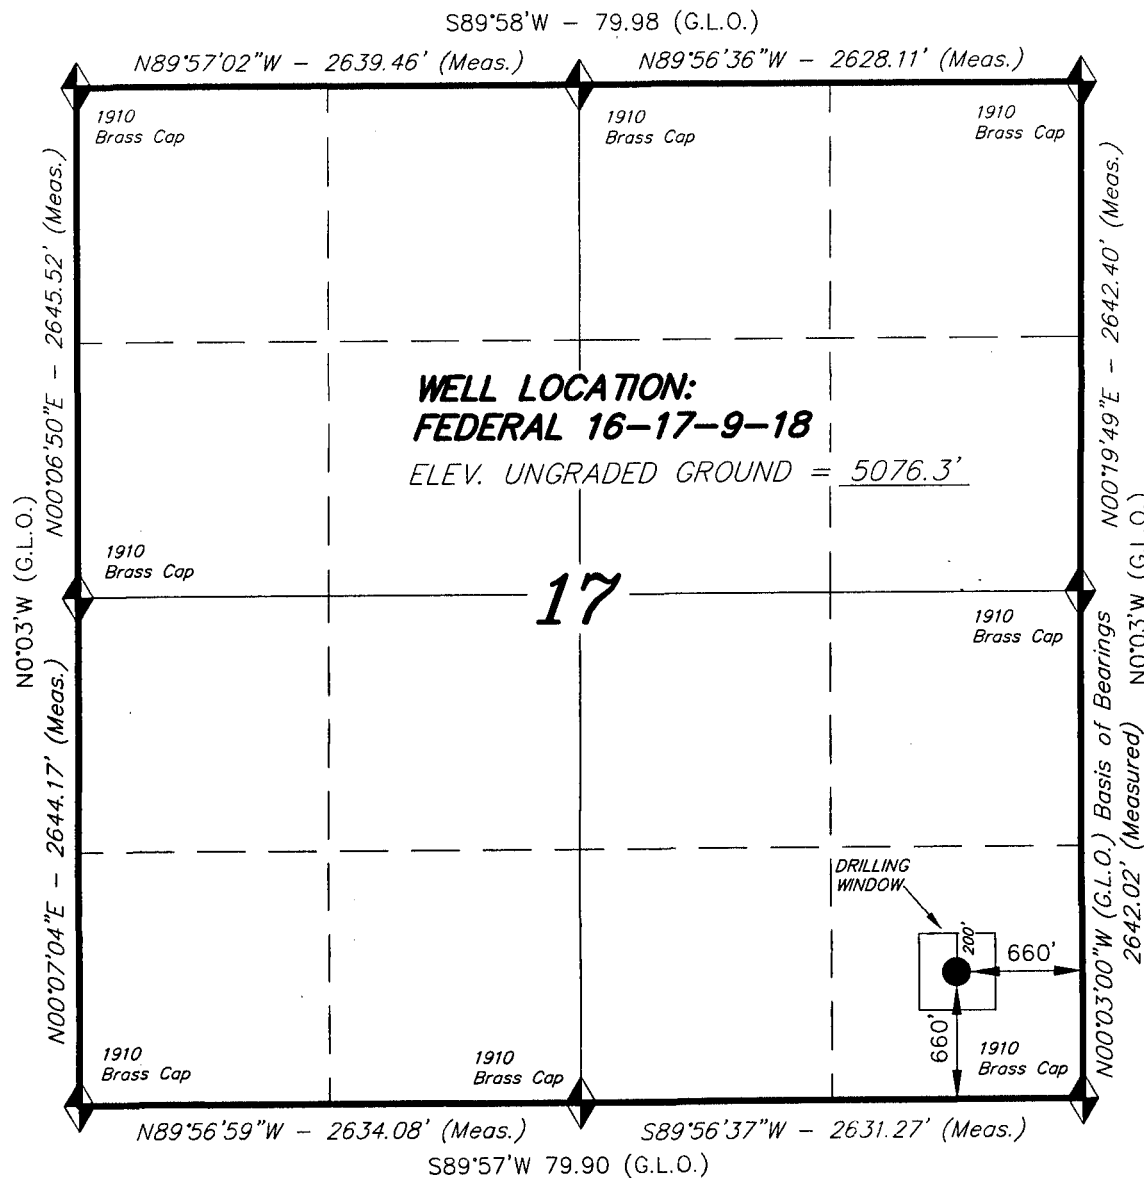 S89°58'W – 79.98 (G.L.O.)
N89°57'02"W – 2639.46' (Meas.)
N89°56'36"W – 2628.11' (Meas.)
1910
Brass Cap
1910
Brass Cap
1910
Brass Cap
N00°06'50"E – 2645.52' (Meas.)
N00°19'49"E – 2642.40' (Meas.)
WELL LOCATION:
FEDERAL 16–17–9–18
ELEV. UNGRADED GROUND = 5076.3'
N0°03'W (G.L.O.)
N0°03'W (G.L.O.)
1910
Brass Cap
17
1910
Brass Cap
N00°07'04"E – 2644.17' (Meas.)
N00°03'00"W (G.L.O.) Basis of Bearings
2642.02' (Measured)
DRILLING
WINDOW
200'
660'
660'
1910
Brass Cap
1910
Brass Cap
1910
Brass Cap
N89°56'59"W – 2634.08' (Meas.)
S89°56'37"W – 2631.27' (Meas.)
S89°57'W 79.90 (G.L.O.)